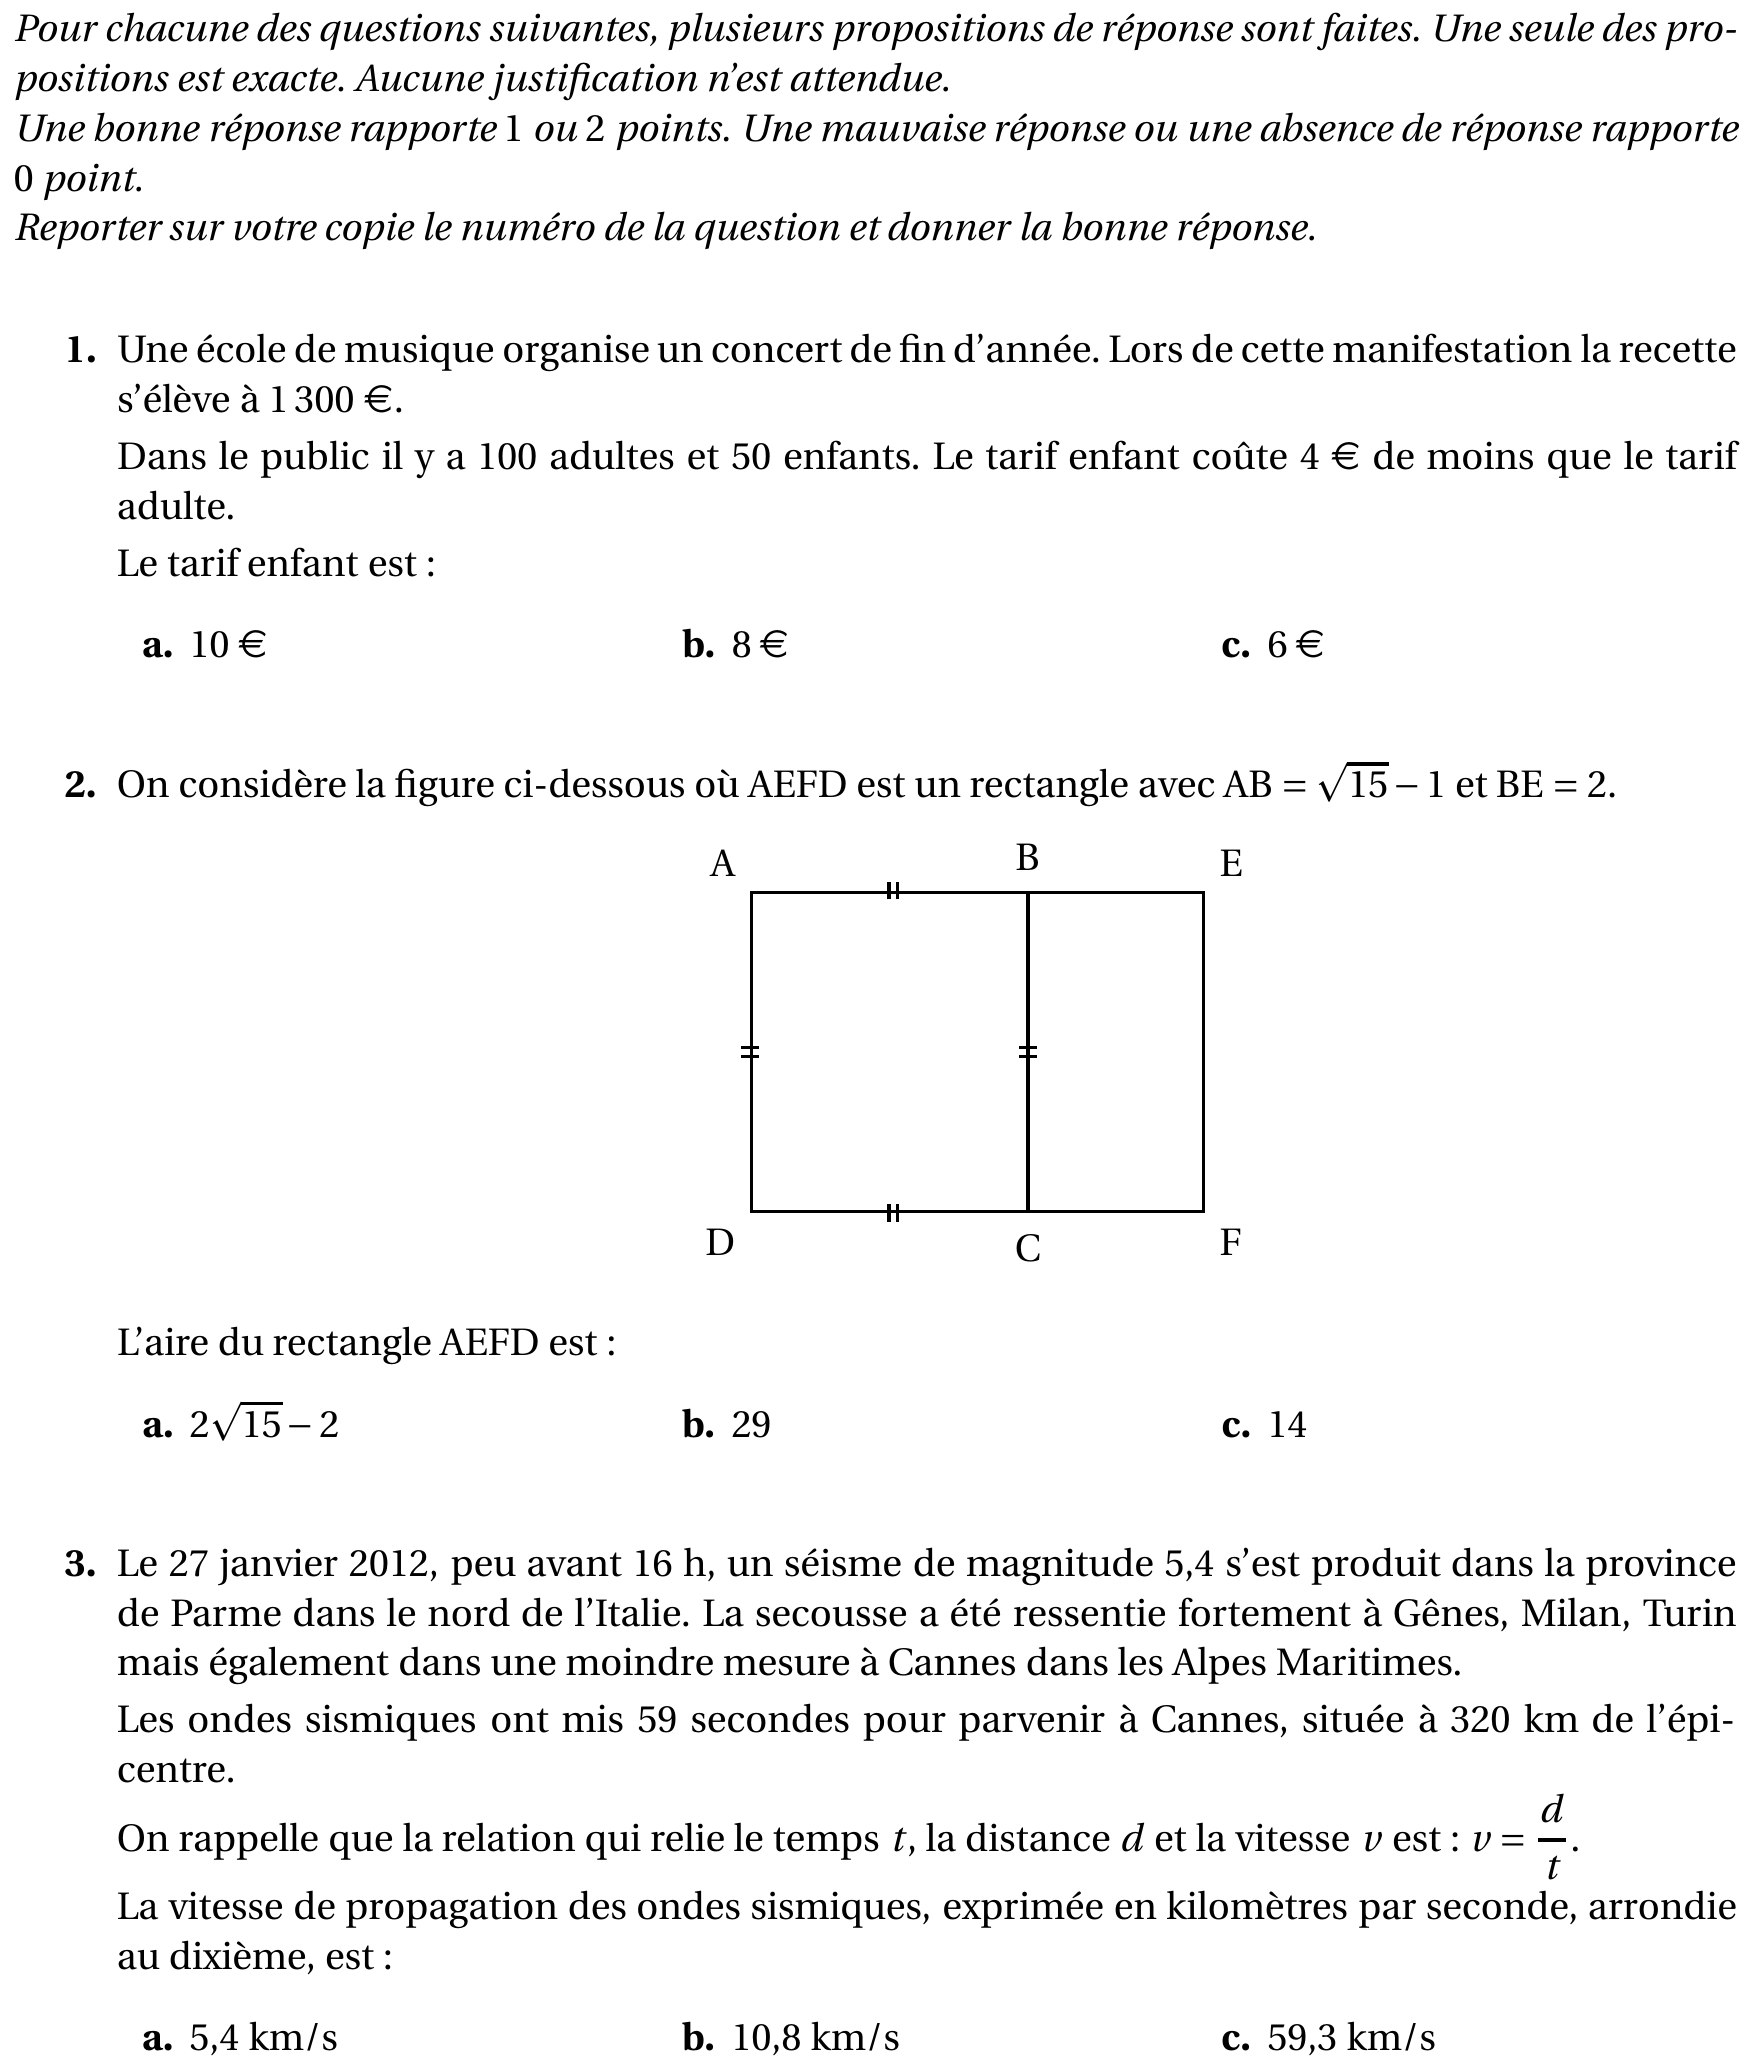 Pour chacune des questions suivantes, plusieurs propositions de réponse sont faites. Une seule des pro-
positions est exacte. Aucune justification n'est attendue.
Une bonne réponse rapporte 1 ou 2 points. Une mauvaise réponse ou une absence de réponse rapporte
0 point.
Reporter sur votre copie le numéro de la question et donner la bonne réponse.
1. Une école de musique organise un concert de fin d'année. Lors de cette manifestation la recette
s'élève à 1 300 €.
Dans le public il y a 100 adultes et 50 enfants. Le tarif enfant coûte 4 € de moins que le tarif
adulte.
Le tarif enfant est :
a. 10 € b. 8 € c. 6 €
2. On considère la figure ci-dessous où AEFD est un rectangle avec AB = √15 – 1 et BE = 2.
A B E
D C F
L'aire du rectangle AEFD est :
a. 2√15 – 2 b. 29 c. 14
3. Le 27 janvier 2012, peu avant 16 h, un séisme de magnitude 5,4 s'est produit dans la province
de Parme dans le nord de l'Italie. La secousse a été ressentie fortement à Gênes, Milan, Turin
mais également dans une moindre mesure à Cannes dans les Alpes Maritimes.
Les ondes sismiques ont mis 59 secondes pour parvenir à Cannes, située à 320 km de l'épi-
centre.
On rappelle que la relation qui relie le temps t, la distance d et la vitesse v est : v = d/t.
La vitesse de propagation des ondes sismiques, exprimée en kilomètres par seconde, arrondie
au dixième, est :
a. 5,4 km/s b. 10,8 km/s c. 59,3 km/s